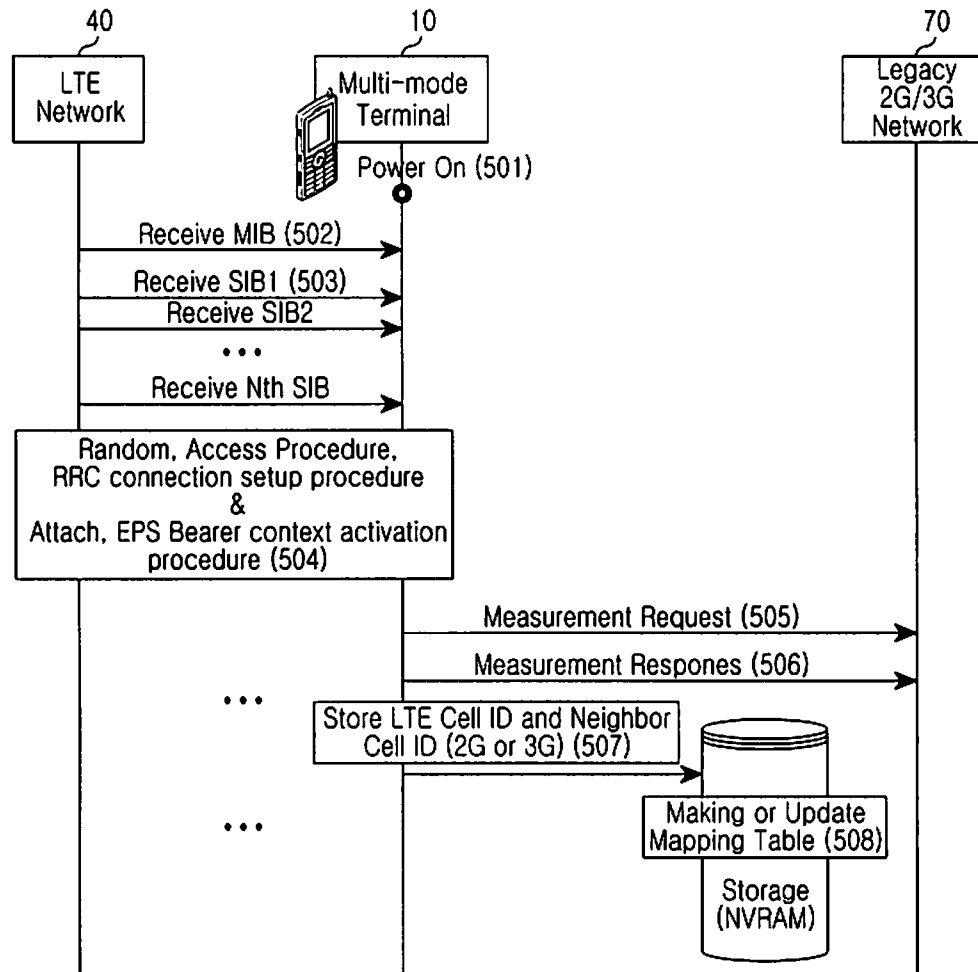 40
10
70
LTE
Network
Multi-mode
Terminal
Legacy
2G/3G
Network
Power On (501)
Receive MIB (502)
Receive SIB1 (503)
Receive SIB2
•••
Receive Nth SIB
Random, Access Procedure,
RRC connection setup procedure
&
Attach, EPS Bearer context activation
procedure (504)
Measurement Request (505)
Measurement Respones (506)
•••
Store LTE Cell ID and Neighbor
Cell ID (2G or 3G) (507)
•••
Making or Update
Mapping Table (508)
Storage
(NVRAM)